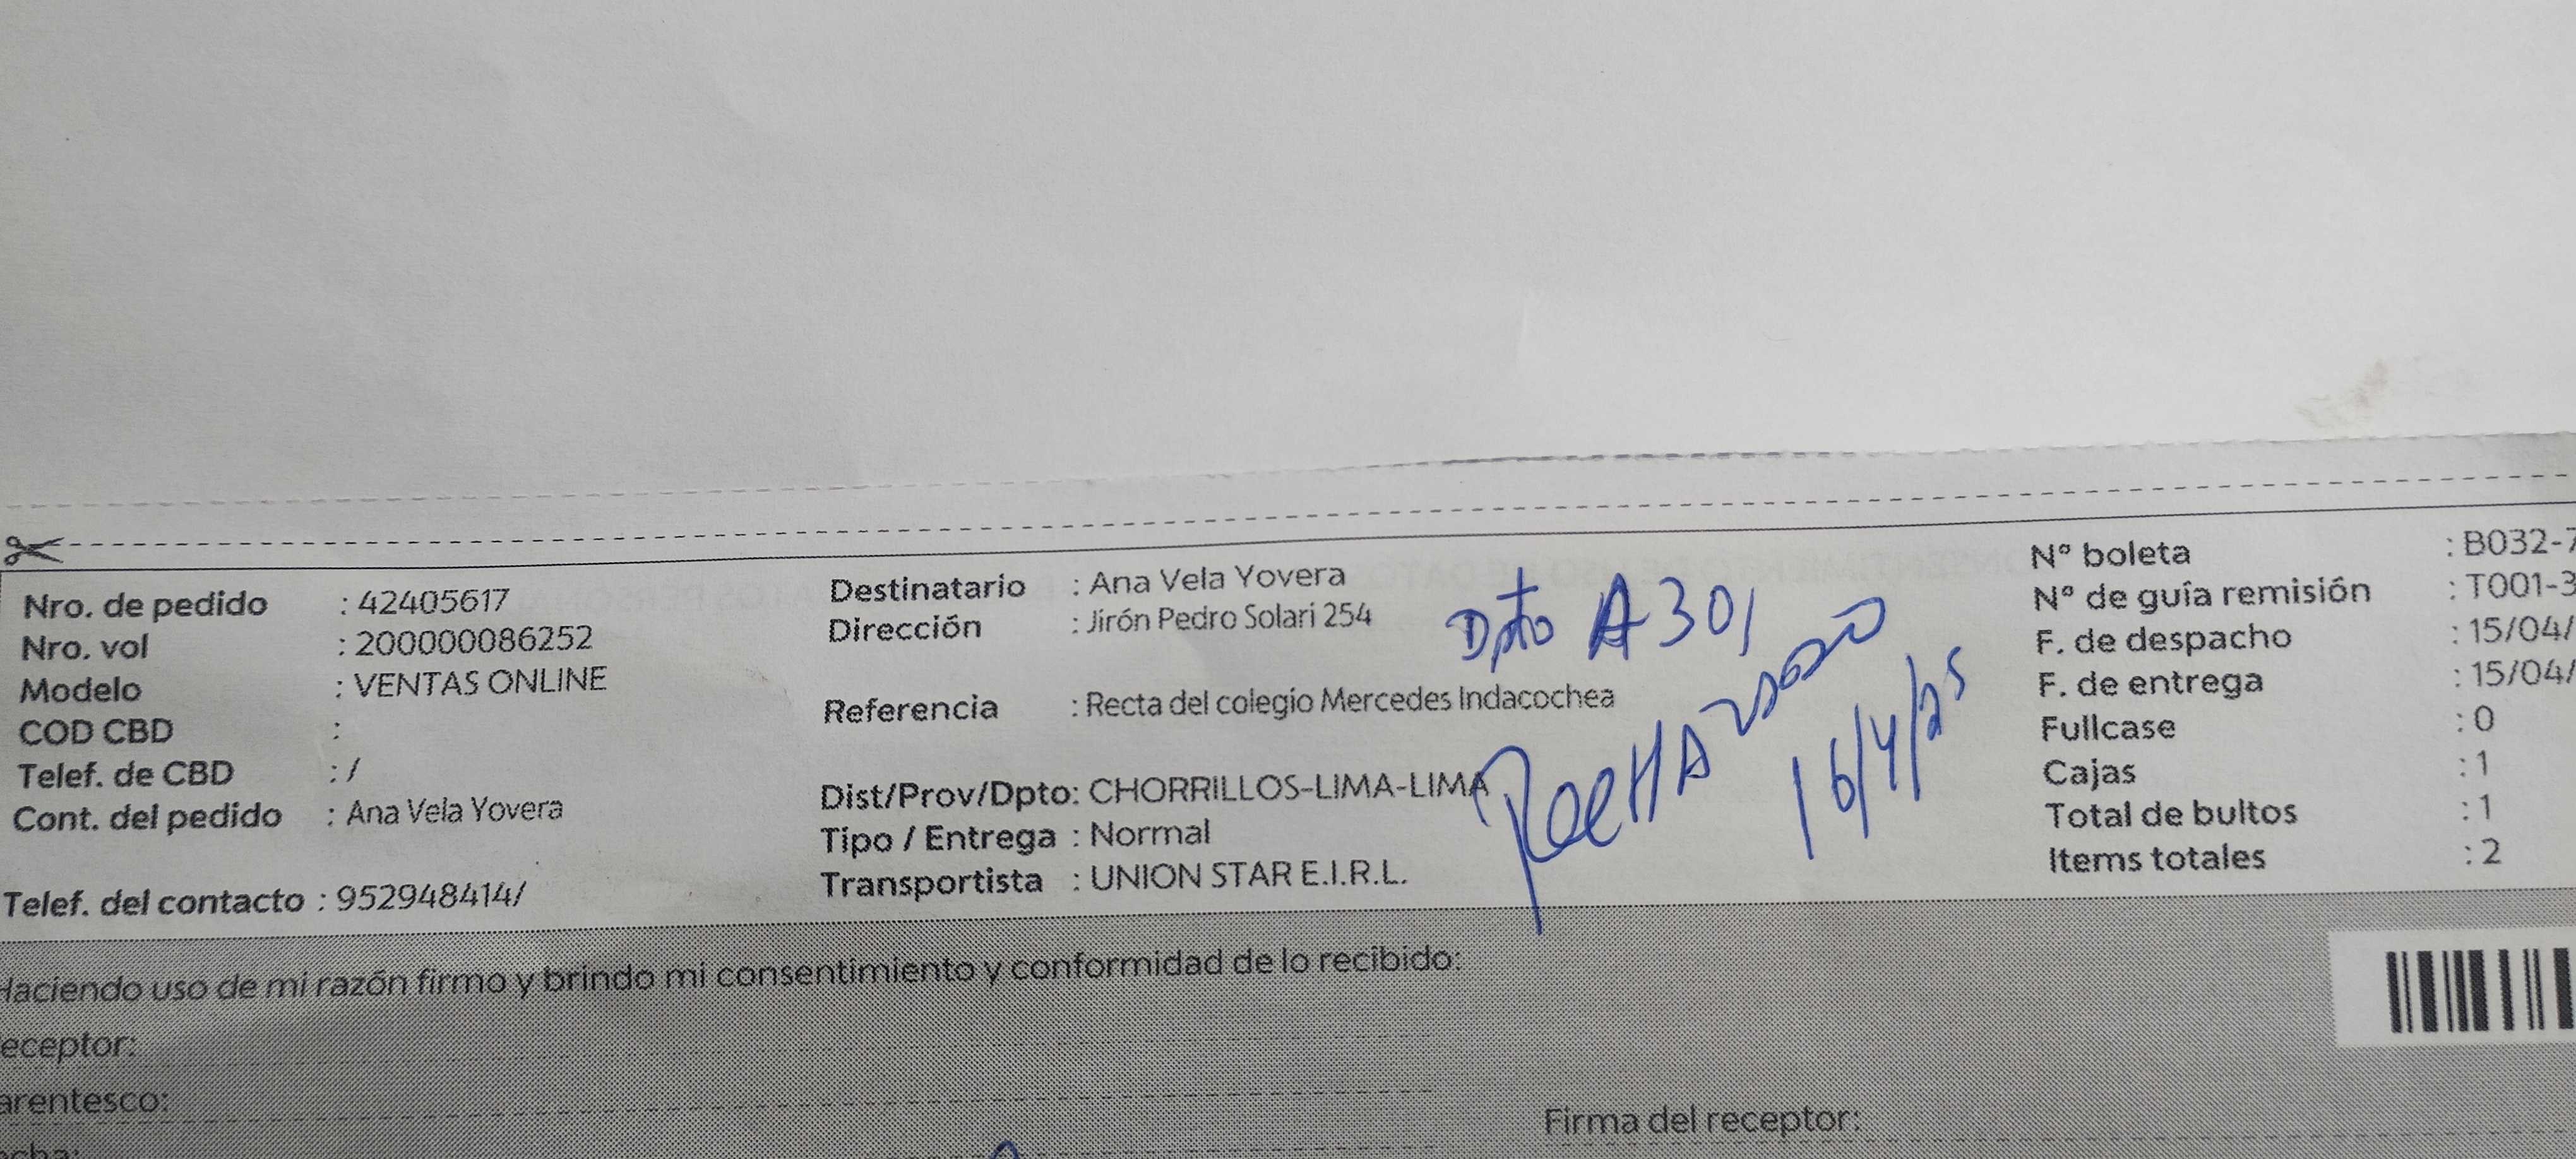 Nro. de pedido : 42405617
Nro. vol : 200000086252
Modelo : VENTAS ONLINE
COD CBD :
Telef. de CBD : /
Cont. del pedido : Ana Vela Yovera
Telef. del contacto : 952948414/
Destinatario : Ana Vela Yovera
Dirección : Jirón Pedro Solari 254
Dpto A 301
Referencia : Recta del colegio Mercedes Indacochea
Dist/Prov/Dpto: CHORRILLOS-LIMA-LIMA
Tipo / Entrega : Normal
Transportista : UNION STAR E.I.R.L.
16/4/25
N° boleta : B032-7
N° de guía remisión : T001-3
F. de despacho : 15/04/
F. de entrega : 15/04/
Fullcase : 0
Cajas : 1
Total de bultos : 1
Items totales : 2
Haciendo uso de mi razón firmo y brindo mi consentimiento y conformidad de lo recibido:
eceptor:
arentesco:
echa:
Firma del receptor: